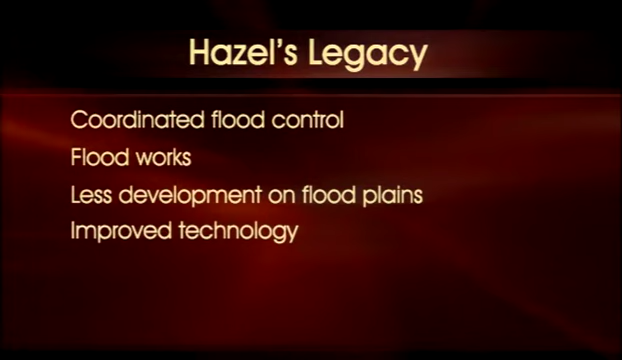 Hazel's Legacy
Coordinated flood control
Flood works
Less development on flood plains
Improved technology